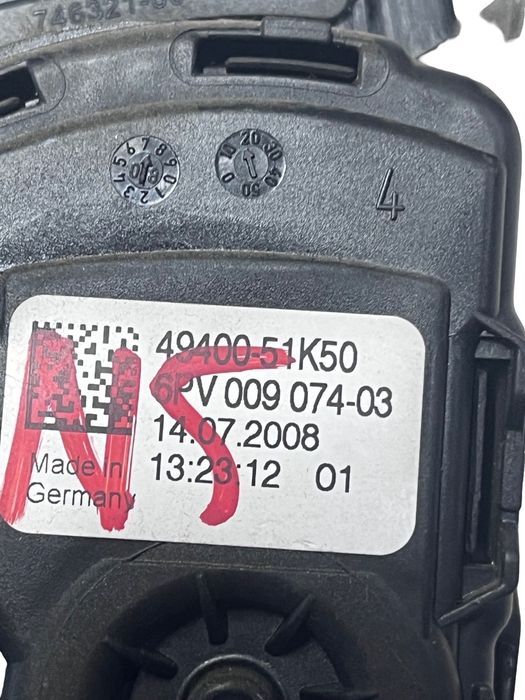 4
49400-51K50
6PV 009 074-03
14.07.2008
13:23:12 01
Made in
Germany
NS